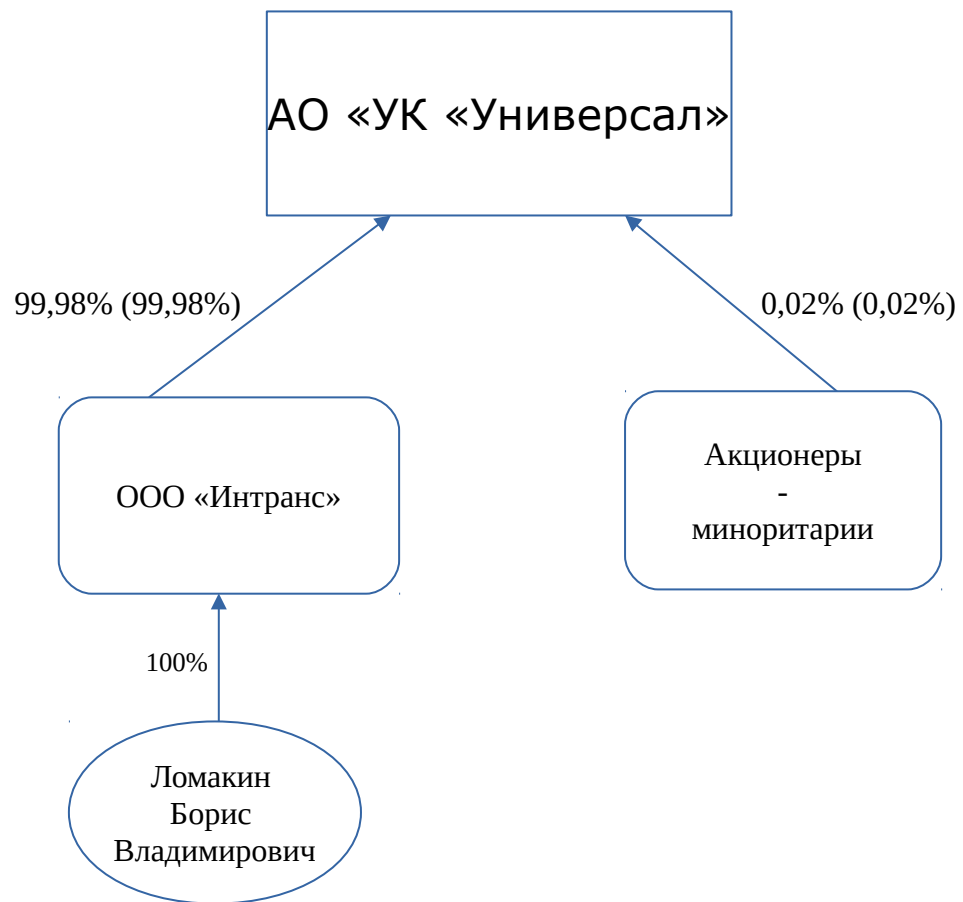 АО «УК «Универсал»
99,98% (99,98%)
0,02% (0,02%)
ООО «Интранс»
Акционеры
-
миноритарии
100%
Ломакин
Борис
Владимирович